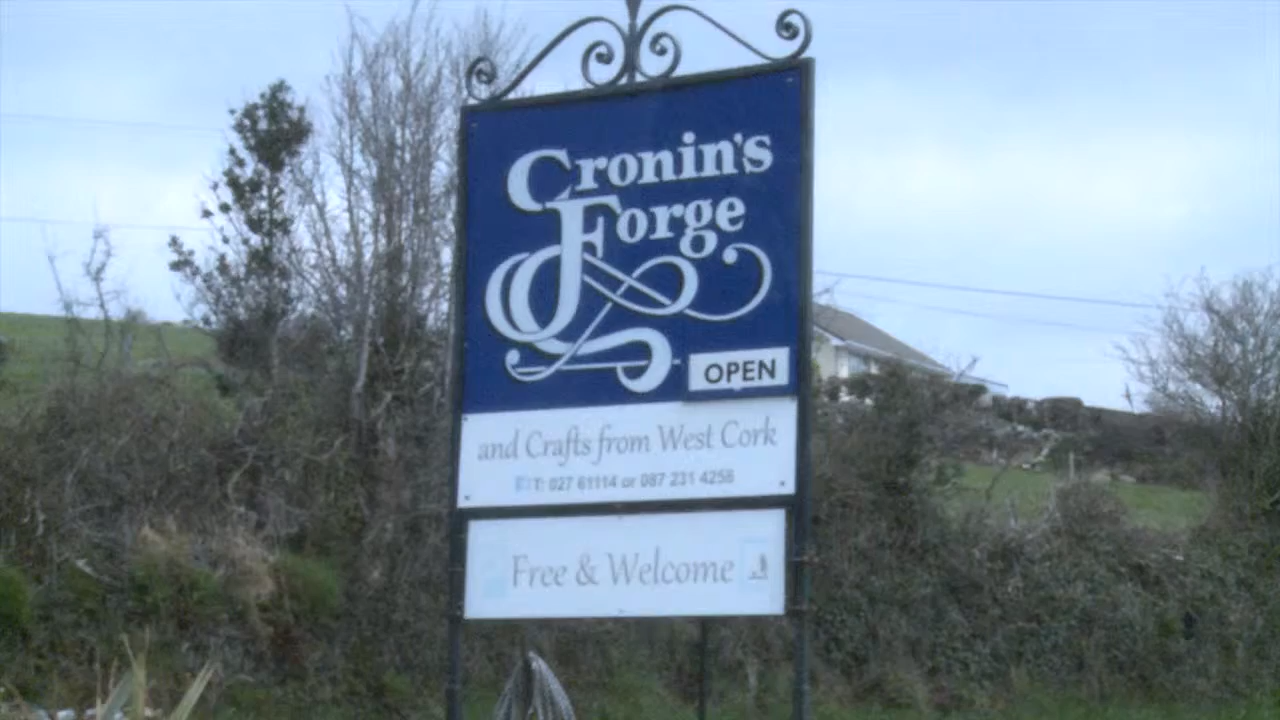 Cronin's
Forge
OPEN
and Crafts from West Cork
T: 027 61114 or 087 231 4258
Free & Welcome